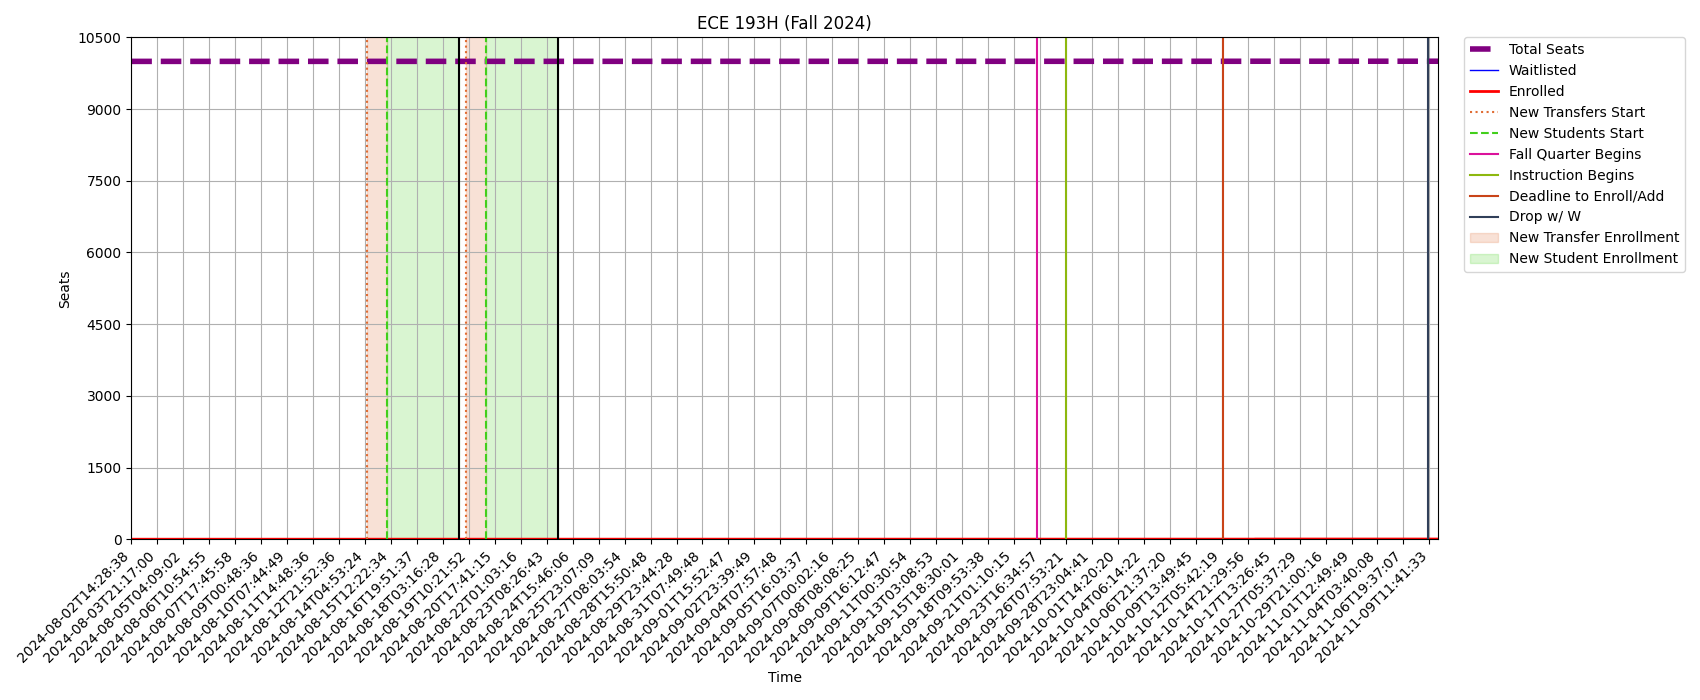 ECE 193H (Fall 2024)
10500
9000
7500
6000
4500
3000
1500
0
Seats
Total Seats
Waitlisted
Enrolled
New Transfers Start
New Students Start
Fall Quarter Begins
Instruction Begins
Deadline to Enroll/Add
Drop w/ W
New Transfer Enrollment
New Student Enrollment
2024-08-02T14:28:38
2024-08-03T21:17:00
2024-08-05T04:09:02
2024-08-06T10:54:55
2024-08-07T17:45:58
2024-08-09T00:48:36
2024-08-10T07:44:49
2024-08-11T14:48:36
2024-08-12T21:52:36
2024-08-14T04:53:24
2024-08-15T12:22:34
2024-08-16T19:51:37
2024-08-18T03:16:28
2024-08-19T10:21:52
2024-08-20T17:41:15
2024-08-22T01:03:16
2024-08-23T08:26:43
2024-08-24T15:46:06
2024-08-25T23:07:09
2024-08-27T08:03:54
2024-08-28T15:50:48
2024-08-29T23:44:28
2024-08-31T07:49:48
2024-09-01T15:52:47
2024-09-02T23:39:49
2024-09-04T07:57:48
2024-09-05T16:03:37
2024-09-07T00:02:16
2024-09-08T08:08:25
2024-09-09T16:12:47
2024-09-11T00:30:54
2024-09-13T03:08:53
2024-09-15T18:30:01
2024-09-18T09:53:38
2024-09-21T01:10:15
2024-09-23T16:34:57
2024-09-26T07:53:21
2024-09-28T23:04:41
2024-10-01T14:20:20
2024-10-04T06:14:22
2024-10-06T21:37:20
2024-10-09T13:49:45
2024-10-12T05:42:19
2024-10-14T21:29:56
2024-10-17T13:26:45
2024-10-27T05:37:29
2024-10-29T21:00:16
2024-11-01T12:49:49
2024-11-04T03:40:08
2024-11-06T19:37:07
2024-11-09T11:41:33
Time